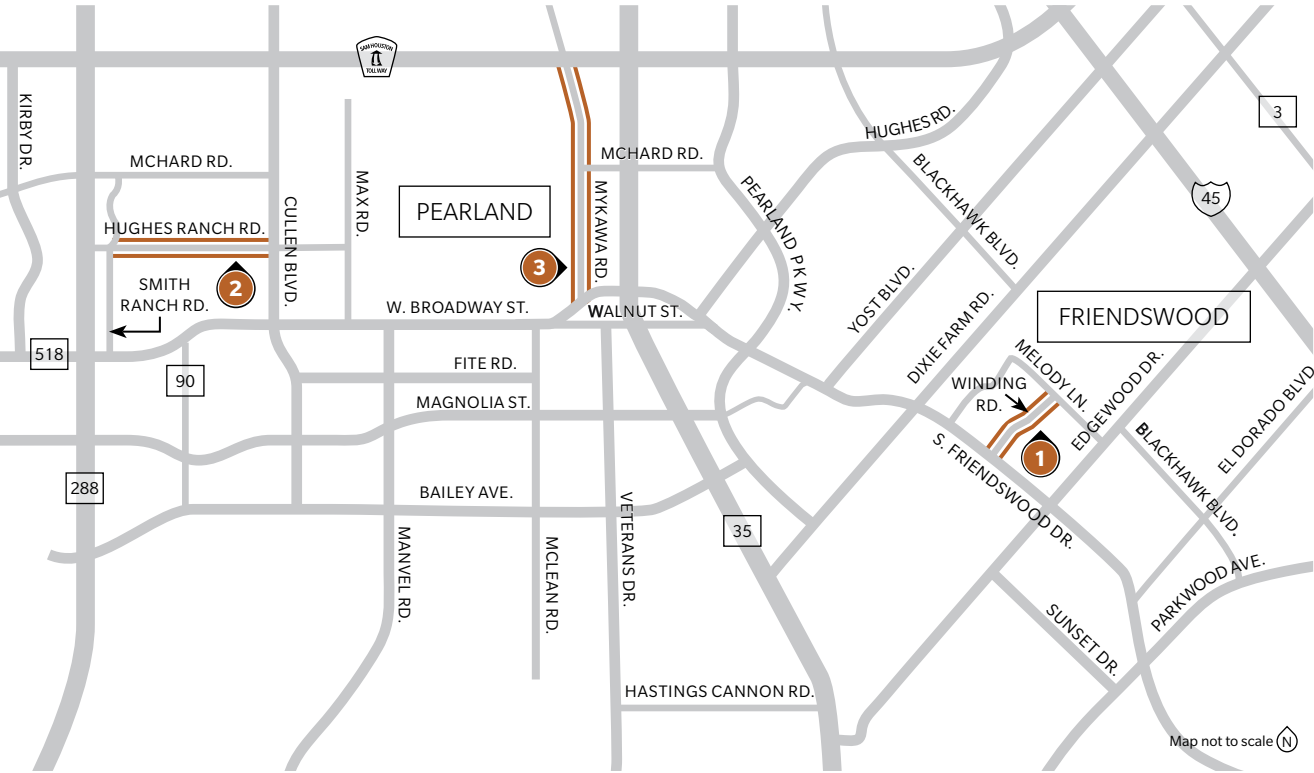 SAM HOUSTON
TOLLWAY
KIRBY DR.
3
HUGHES RD.
MCHARD RD.
MCHARD RD.
BLACKHAWK BLVD.
MAX RD.
PEARLAND PKWY.
45
CULLEN BLVD.
PEARLAND
MYKAWA RD.
HUGHES RANCH RD.
3
2
SMITH
RANCH RD.
YOST BLVD.
W. BROADWAY ST.
WALNUT ST.
DIXIE FARM RD.
FRIENDSWOOD
518
90
FITE RD.
MELODY LN.
WINDING
RD.
EDGEWOOD DR.
EL DORADO BLVD.
MAGNOLIA ST.
1
S. FRIENDSWOOD DR.
BLACKHAWK BLVD.
288
BAILEY AVE.
VETERANS DR.
35
MANVEL RD.
MCLEAN RD.
PARKWOOD AVE.
SUNSET DR.
HASTINGS CANNON RD.
Map not to scale N